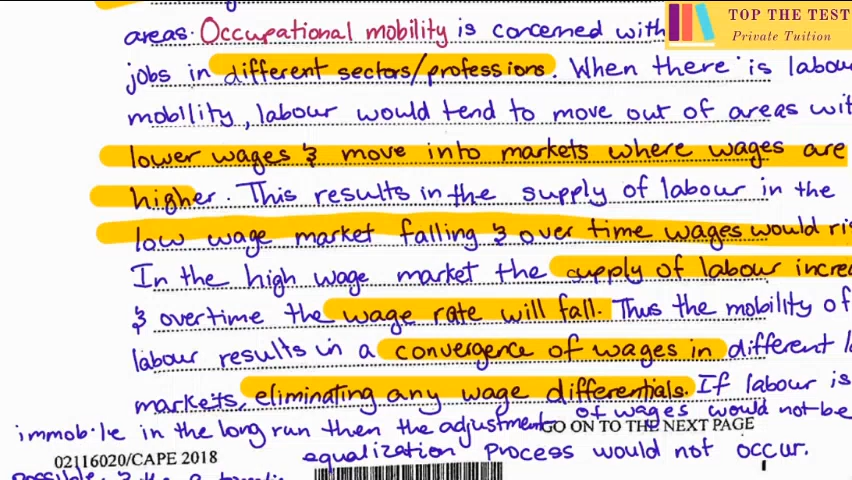 TOP THE TEST
Private Tuition
areas. Occupational mobility is concerned with
jobs in different sectors/professions. When there is labou
mobility, labour would tend to move out of areas wit
lower wages & move into markets where wages are
higher. This results in the supply of labour in the
low wage market falling & over time wages would ri
In the high wage market the supply of labour increa
& overtime the wage rate will fall. Thus the mobility of
labour results in a convergence of wages in different l
markets, eliminating any wage differentials. If labour is
immobile in the long run then the adjustment of wages would not be
GO ON TO THE NEXT PAGE
equalization process would not occur.
02116020/CAPE 2018
possible & the